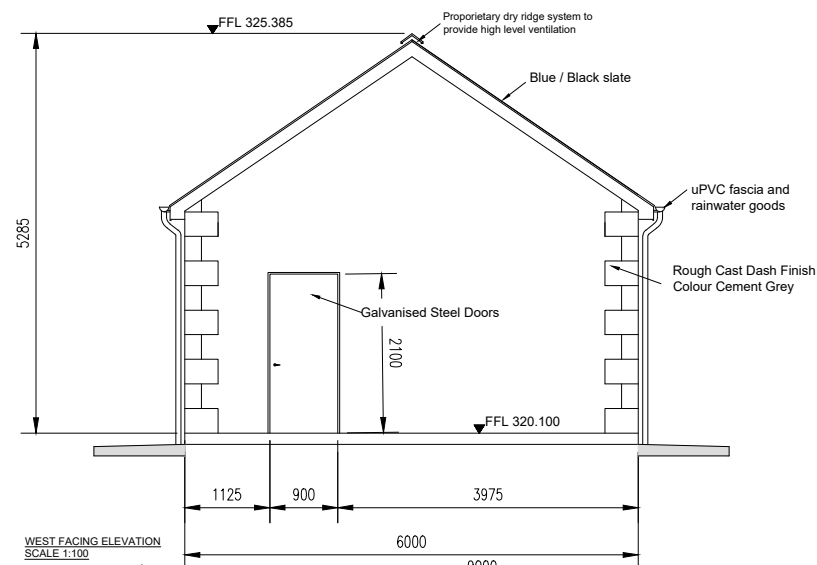 FFL 325.385
Proporietary dry ridge system to
provide high level ventilation
Blue / Black slate
uPVC fascia and
rainwater goods
5285
Rough Cast Dash Finish
Colour Cement Grey
Galvanised Steel Doors
2100
FFL 320.100
1125
900
3975
WEST FACING ELEVATION
SCALE 1:100
6000